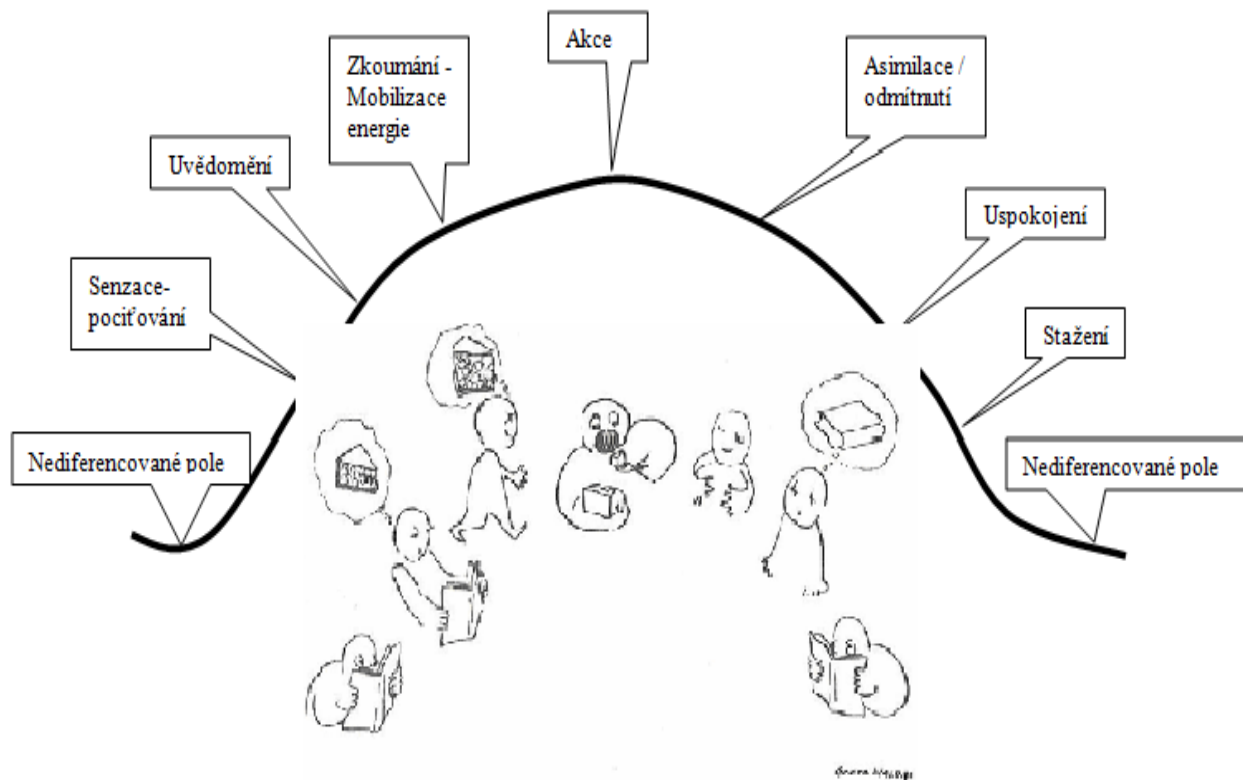 Akce
Zkoumání -
Mobilizace
energie
Asimilace /
odmítnutí
Uvědomění
Uspokojení
Senzace-
pociťování
Stažení
Nediferencované pole
Nediferencované pole